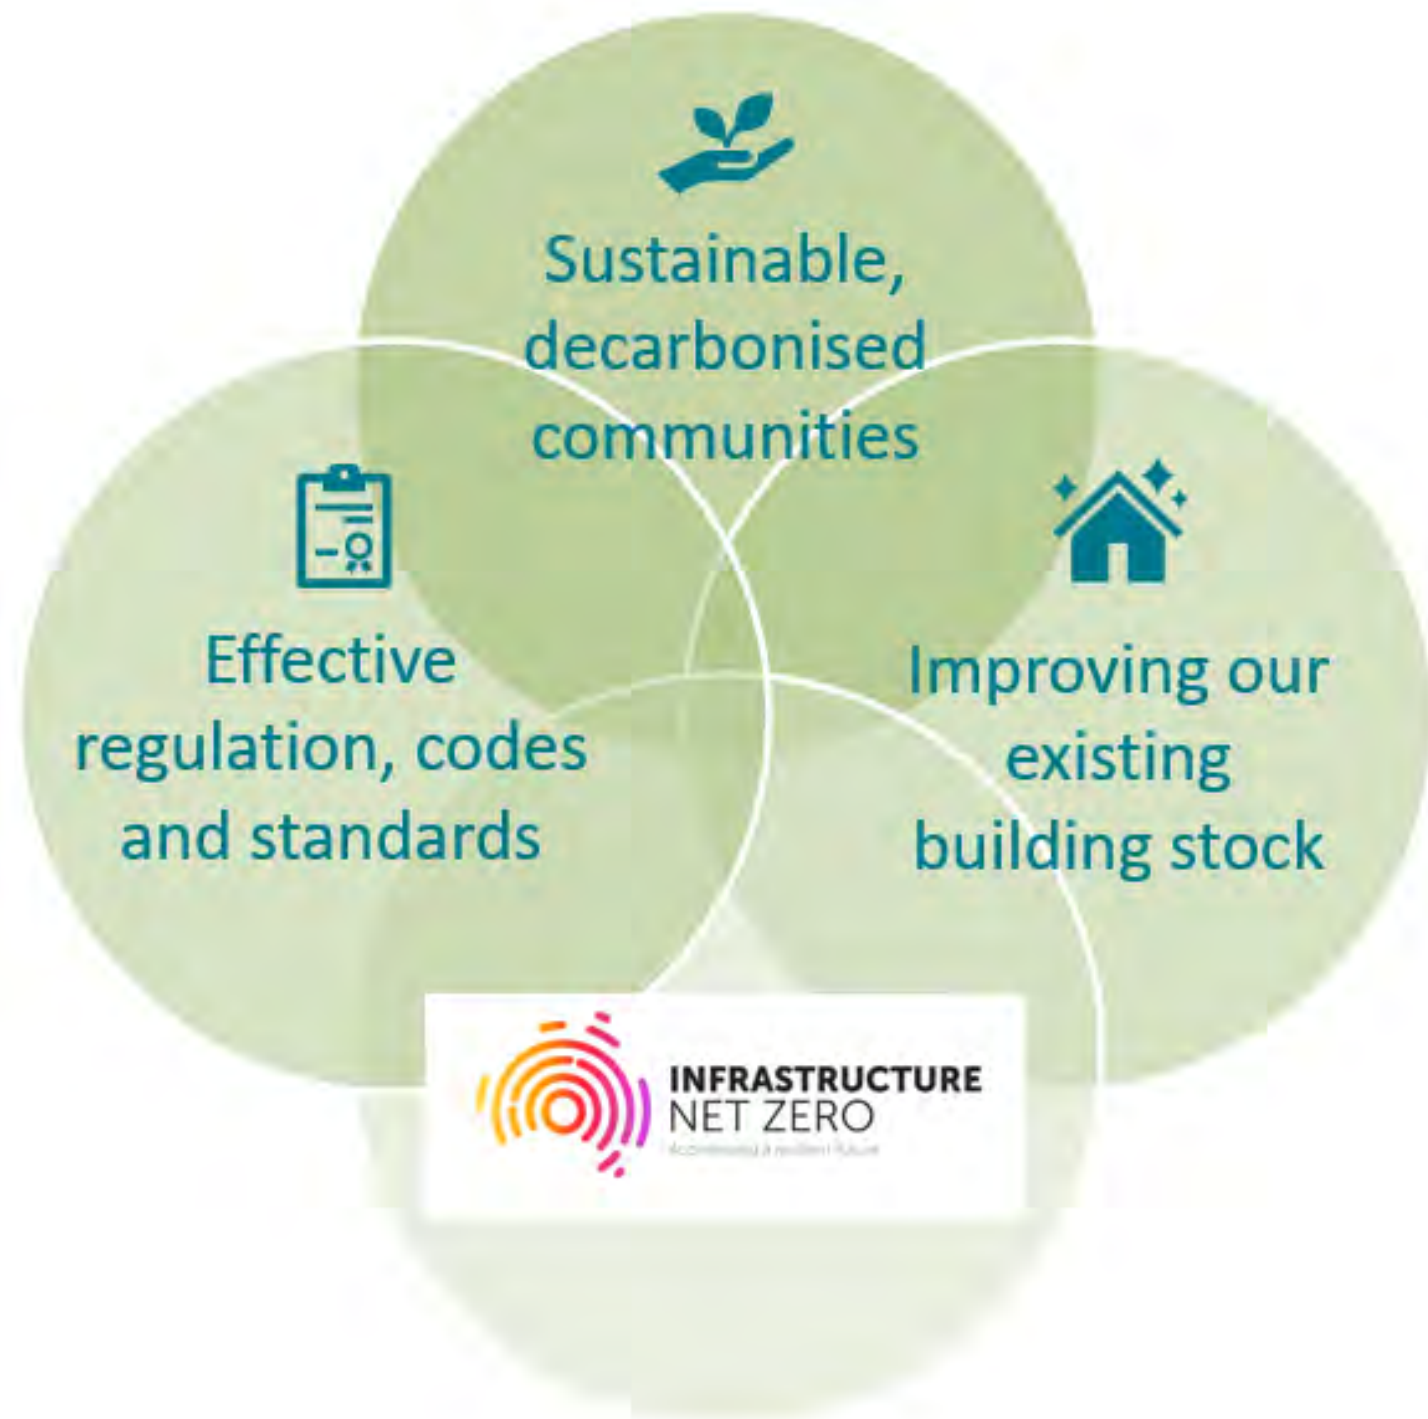 Sustainable,
decarbonised
communities
Effective
regulation, codes
and standards
Improving our
existing
building stock
INFRASTRUCTURE
NET ZERO